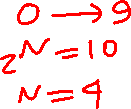 0 → 9
2^N = 10
N = 4